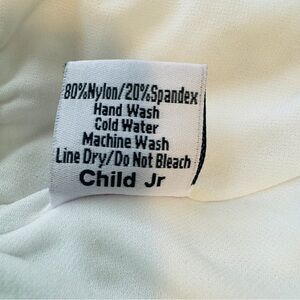 80%Nylon/20%Spandex
Hand Wash
Cold Water
Machine Wash
Line Dry/Do Not Bleach
Child Jr